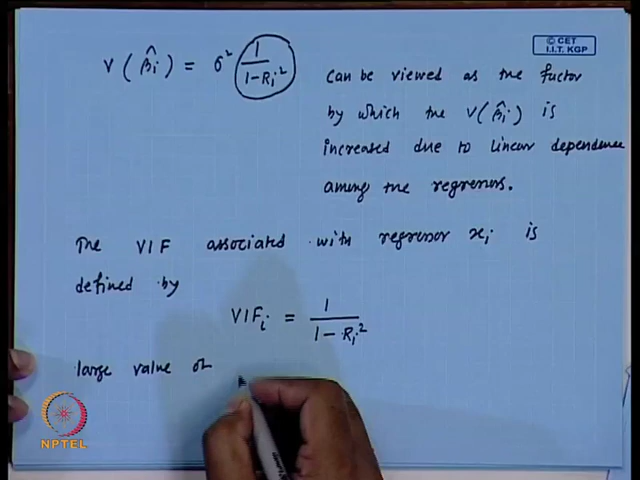 © CET
I.I.T. KGP
V(β̂ᵢ) = σ² 1/(1-Rᵢ²)
Can be viewed as the factor
by which the V(β̂ᵢ) is
increased due to linear dependence
among the regressors.
The VIF associated with regressor xᵢ is
defined by
VIFᵢ = 1/(1-Rᵢ²)
large value of
NPTEL